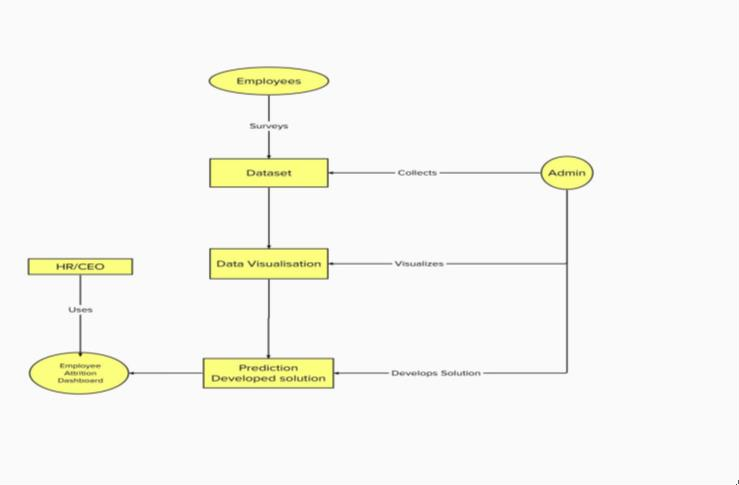 Employees
Surveys
Dataset
Collects
Admin
HR/CEO
Data Visualisation
Visualizes
Uses
Employee
Attrition
Dashboard
Prediction
Developed solution
Develops Solution